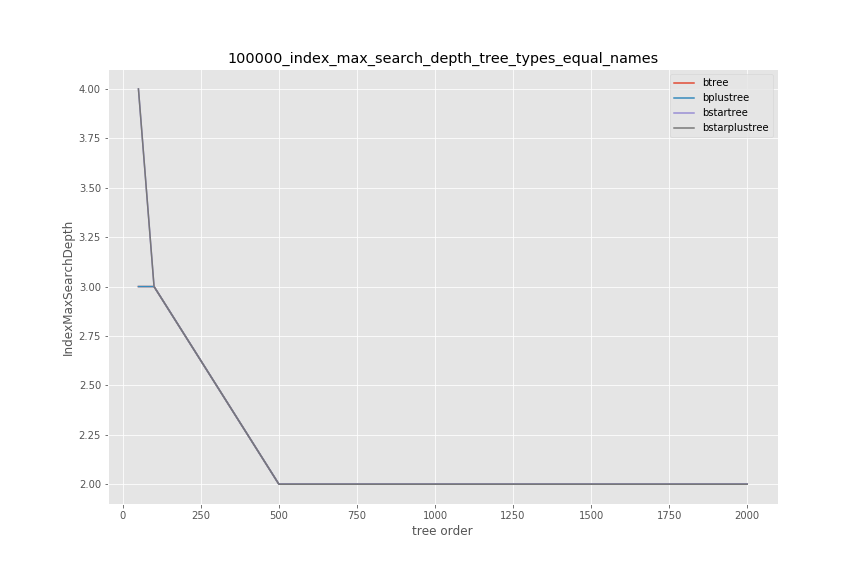 100000_index_max_search_depth_tree_types_equal_names
btree
bplustree
bstartree
bstarplustree
4.00
3.75
3.50
3.25
3.00
2.75
2.50
2.25
2.00
IndexMaxSearchDepth
0 250 500 750 1000 1250 1500 1750 2000
tree order